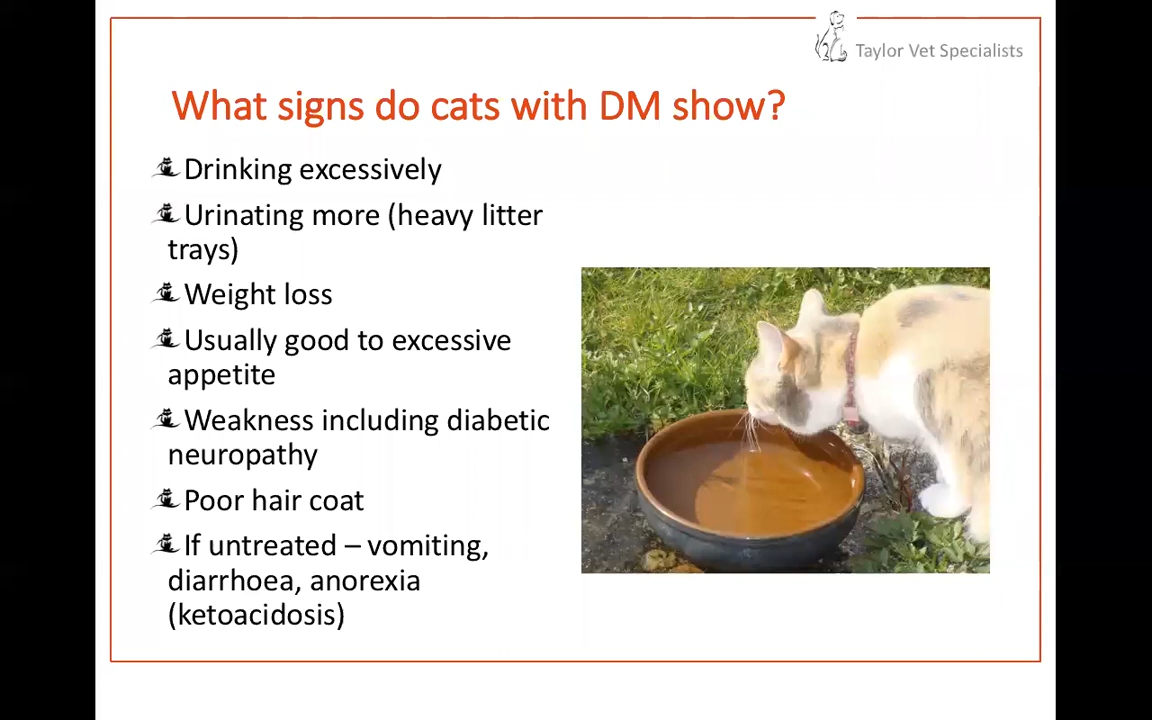 Taylor Vet Specialists
What signs do cats with DM show?
Drinking excessively
Urinating more (heavy litter
trays)
Weight loss
Usually good to excessive
appetite
Weakness including diabetic
neuropathy
Poor hair coat
If untreated – vomiting,
diarrhoea, anorexia
(ketoacidosis)